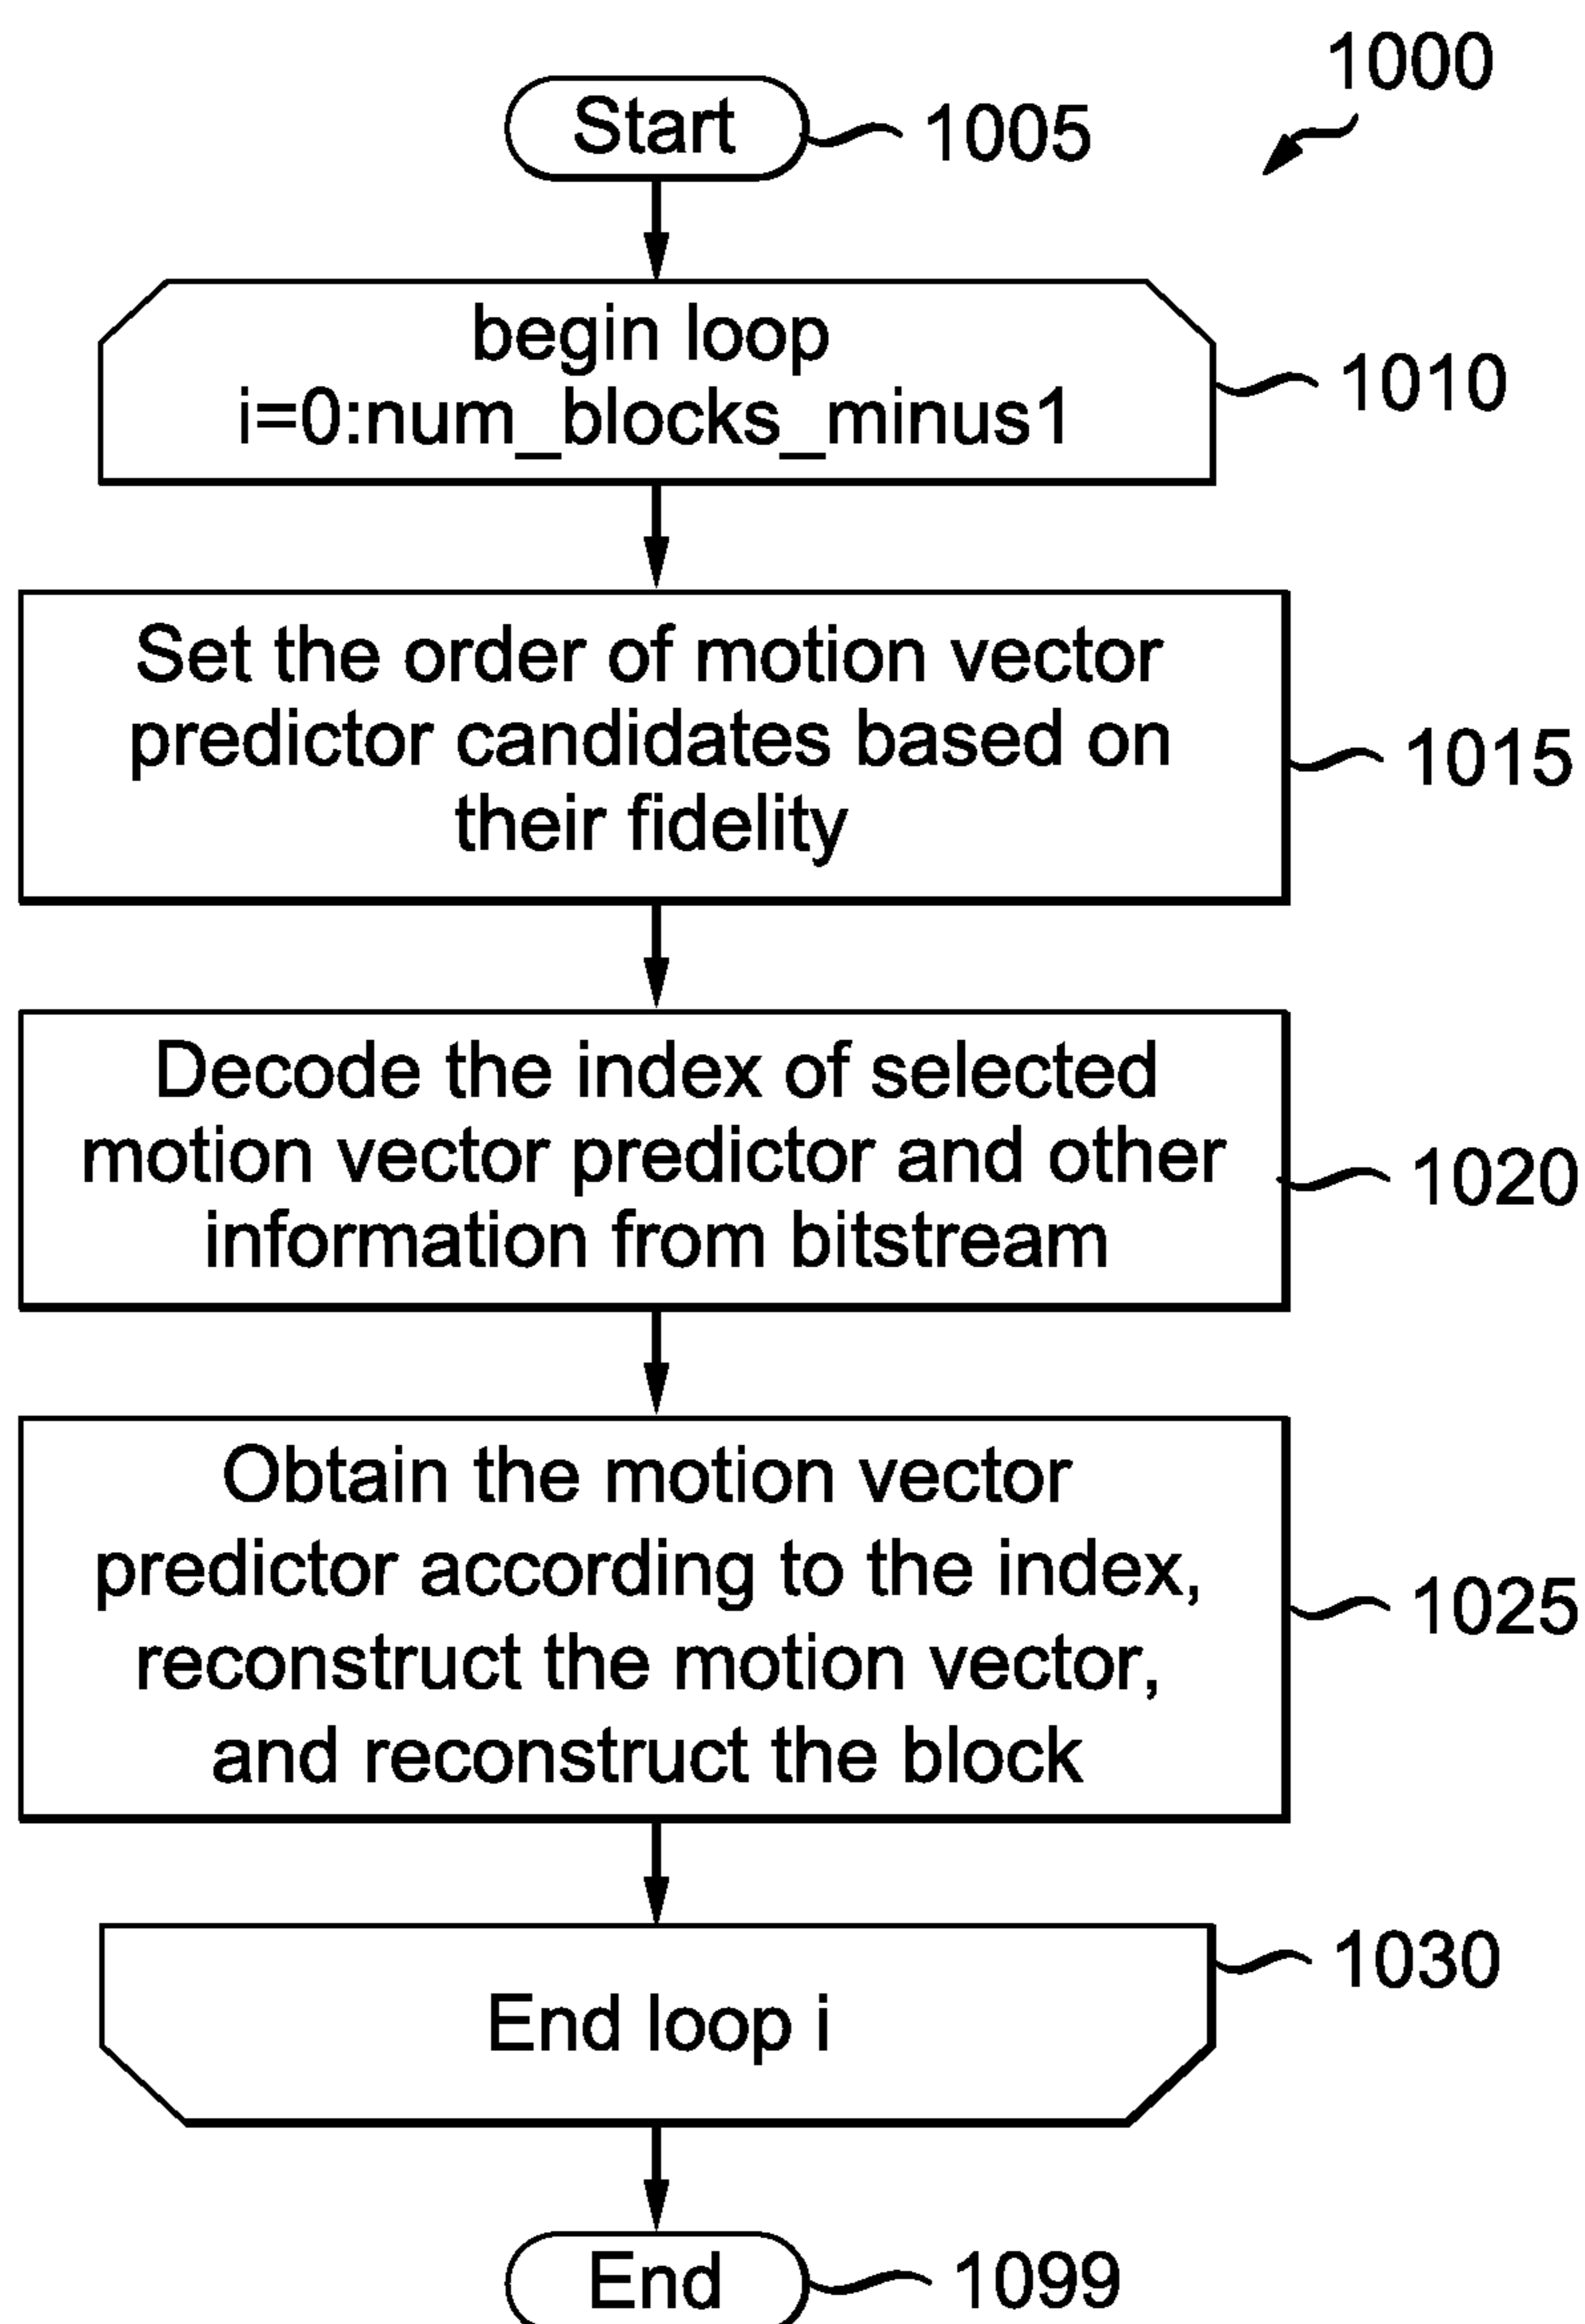 1000
Start
1005
begin loop
i=0:num_blocks_minus1
1010
Set the order of motion vector
predictor candidates based on
their fidelity
1015
Decode the index of selected
motion vector predictor and other
information from bitstream
1020
Obtain the motion vector
predictor according to the index,
reconstruct the motion vector,
and reconstruct the block
1025
End loop i
1030
End
1099